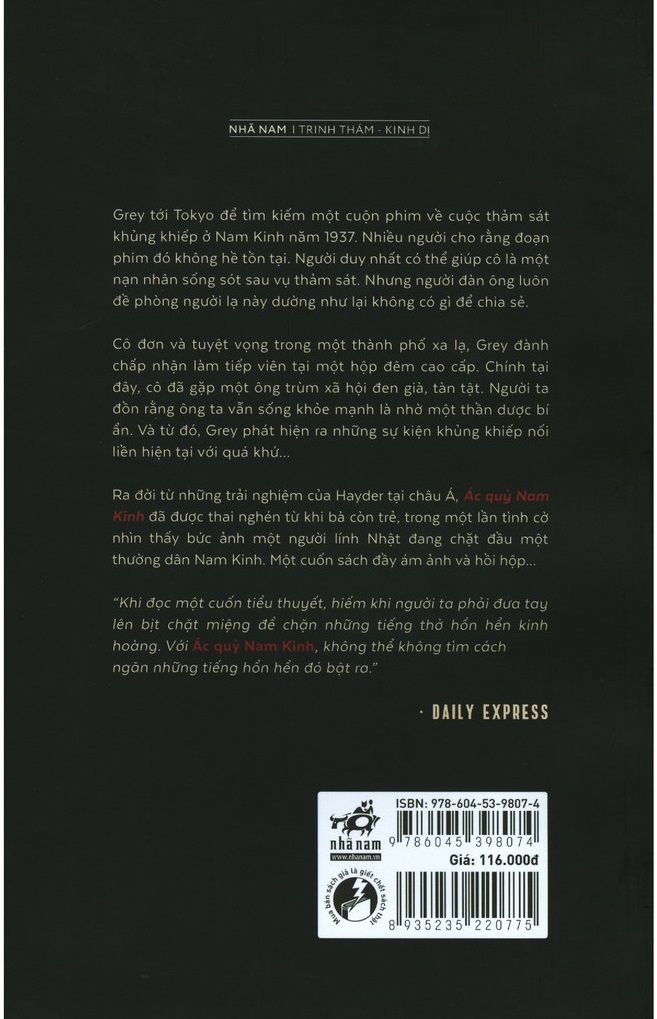 NHÃ NAM | TRINH THÁM - KINH DỊ
Grey tới Tokyo để tìm kiếm một cuộn phim về cuộc thảm sát
khủng khiếp ở Nam Kinh năm 1937. Nhiều người cho rằng đoạn
phim đó không hề tồn tại. Người duy nhất có thể giúp cô là một
nạn nhân sống sót sau vụ thảm sát. Nhưng người đàn ông luôn
đề phòng người lạ này dường như lại không có gì để chia sẻ.
Cô đơn và tuyệt vọng trong một thành phố xa lạ, Grey đành
chấp nhận làm tiếp viên tại một hộp đêm cao cấp. Chính tại
đây, cô đã gặp một ông trùm xã hội đen già, tàn tật. Người ta
đồn rằng ông ta vẫn sống khỏe mạnh là nhờ một thần dược bí
ẩn. Và từ đó, Grey phát hiện ra những sự kiện khủng khiếp nối
liền hiện tại với quá khứ...
Ra đời từ những trải nghiệm của Hayder tại châu Á, Ác quỷ Nam
Kinh đã được thai nghén từ khi bà còn trẻ, trong một lần tình cờ
nhìn thấy bức ảnh một người lính Nhật đang chặt đầu một
thường dân Nam Kinh. Một cuốn sách đầy ám ảnh và hồi hộp...
“Khi đọc một cuốn tiểu thuyết, hiếm khi người ta phải đưa tay
lên bịt chặt miệng để chặn những tiếng thở hổn hển kinh
hoàng. Với Ác quỷ Nam Kinh, không thể không tìm cách
ngăn những tiếng hổn hển đó bật ra.”
· DAILY EXPRESS
ISBN: 978-604-53-9807-4
9 786045 398074
nhã nam
www.nhanam.vn
Giá: 116.000đ
Mua bán sách giả là giết chết sách thật
8 935235 220775